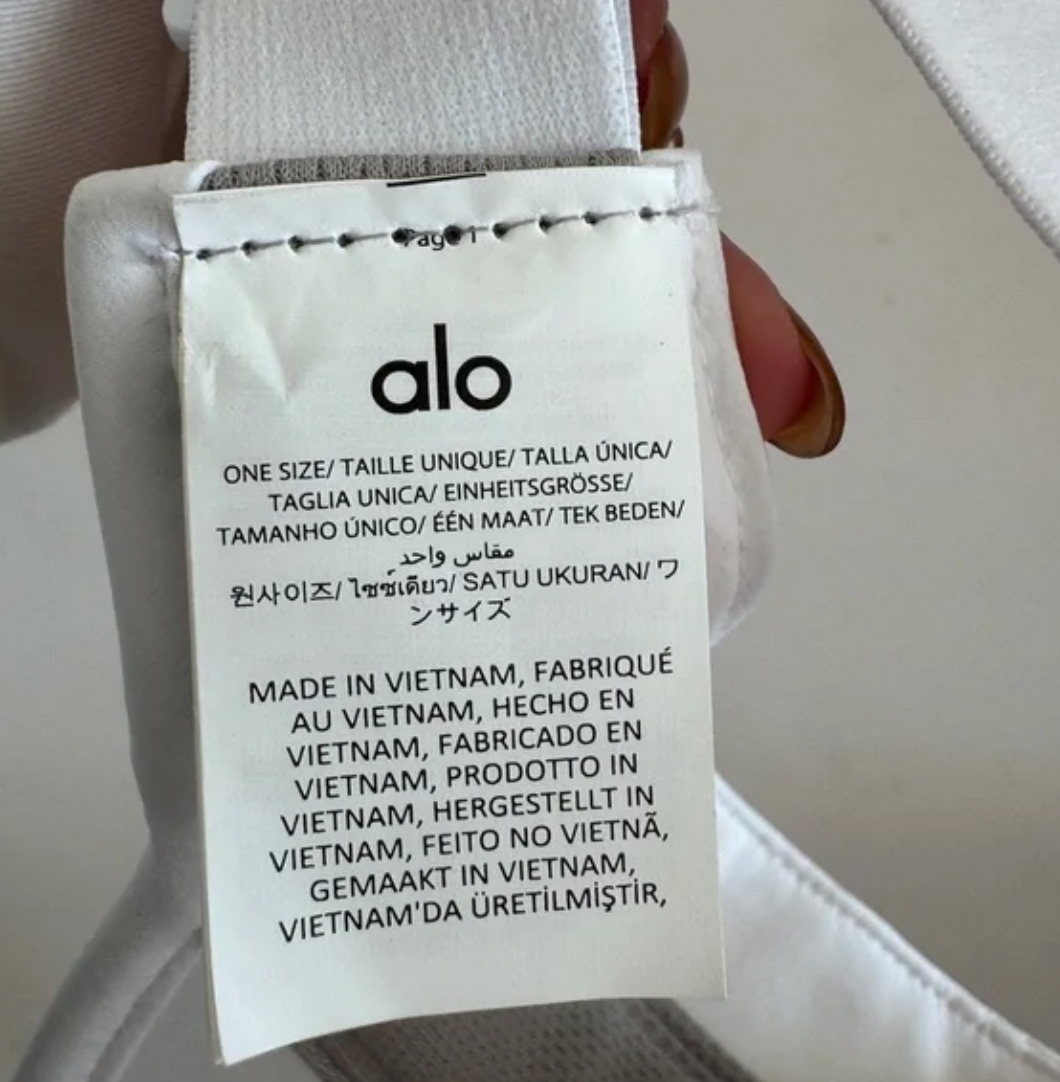 Page 1
alo
ONE SIZE/ TAILLE UNIQUE/ TALLA ÚNICA/
TAGLIA UNICA/ EINHEITSGRÖSSE/
TAMANHO ÚNICO/ ÉÉN MAAT/ TEK BEDEN/
مقاس واحد
원사이즈/ ไซซ์เดียว/ SATU UKURAN/ ワ
ンサイズ
MADE IN VIETNAM, FABRIQUÉ
AU VIETNAM, HECHO EN
VIETNAM, FABRICADO EN
VIETNAM, PRODOTTO IN
VIETNAM, HERGESTELLT IN
VIETNAM, FEITO NO VIETNÃ,
GEMAAKT IN VIETNAM,
VIETNAM'DA ÜRETİLMİŞTİR,